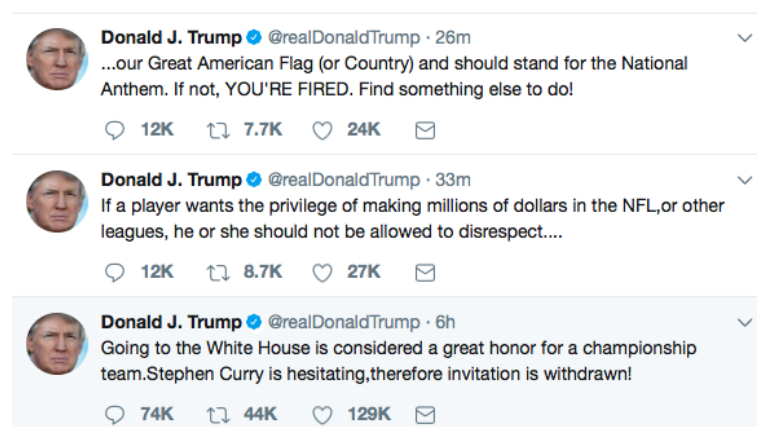 Donald J. Trump @realDonaldTrump · 26m
...our Great American Flag (or Country) and should stand for the National
Anthem. If not, YOU'RE FIRED. Find something else to do!
12K 7.7K 24K
Donald J. Trump @realDonaldTrump · 33m
If a player wants the privilege of making millions of dollars in the NFL,or other
leagues, he or she should not be allowed to disrespect....
12K 8.7K 27K
Donald J. Trump @realDonaldTrump · 6h
Going to the White House is considered a great honor for a championship
team.Stephen Curry is hesitating,therefore invitation is withdrawn!
74K 44K 129K